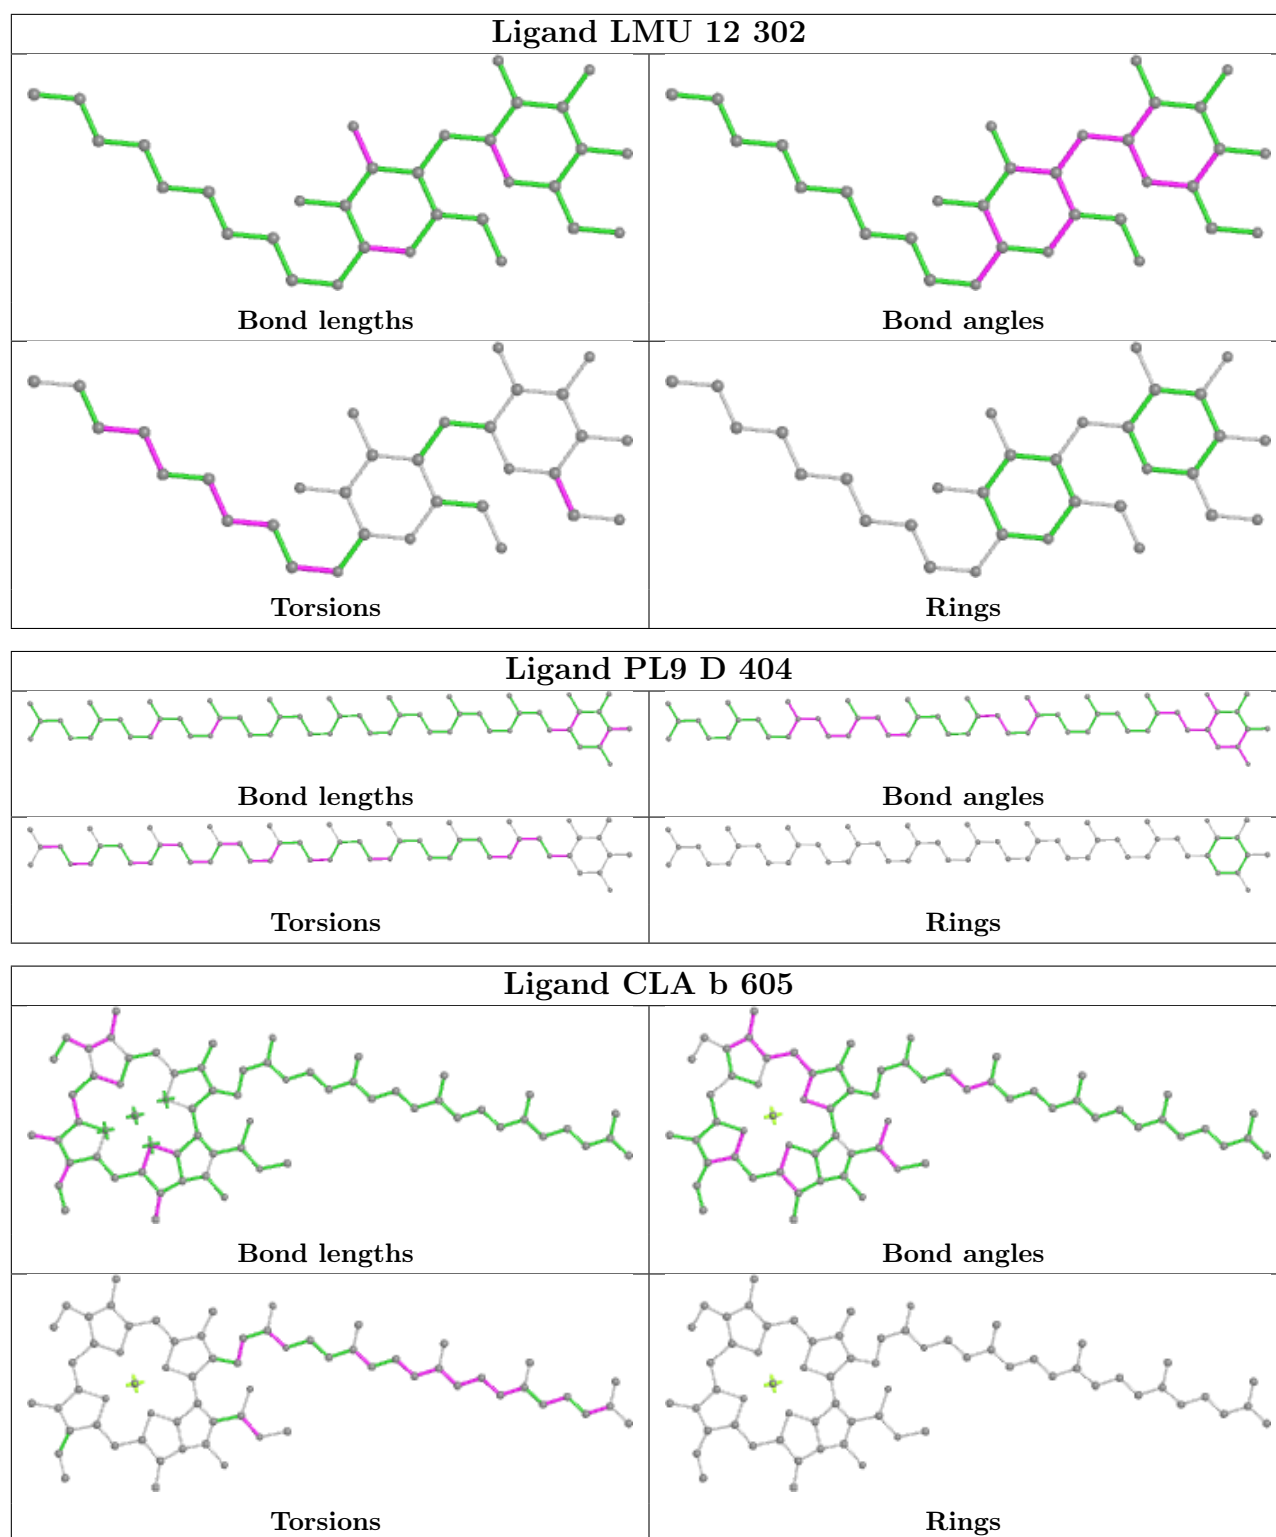 Ligand LMU 12 302
Bond lengths
Bond angles
Torsions
Rings
Ligand PL9 D 404
Bond lengths
Bond angles
Torsions
Rings
Ligand CLA b 605
Bond lengths
Bond angles
Torsions
Rings